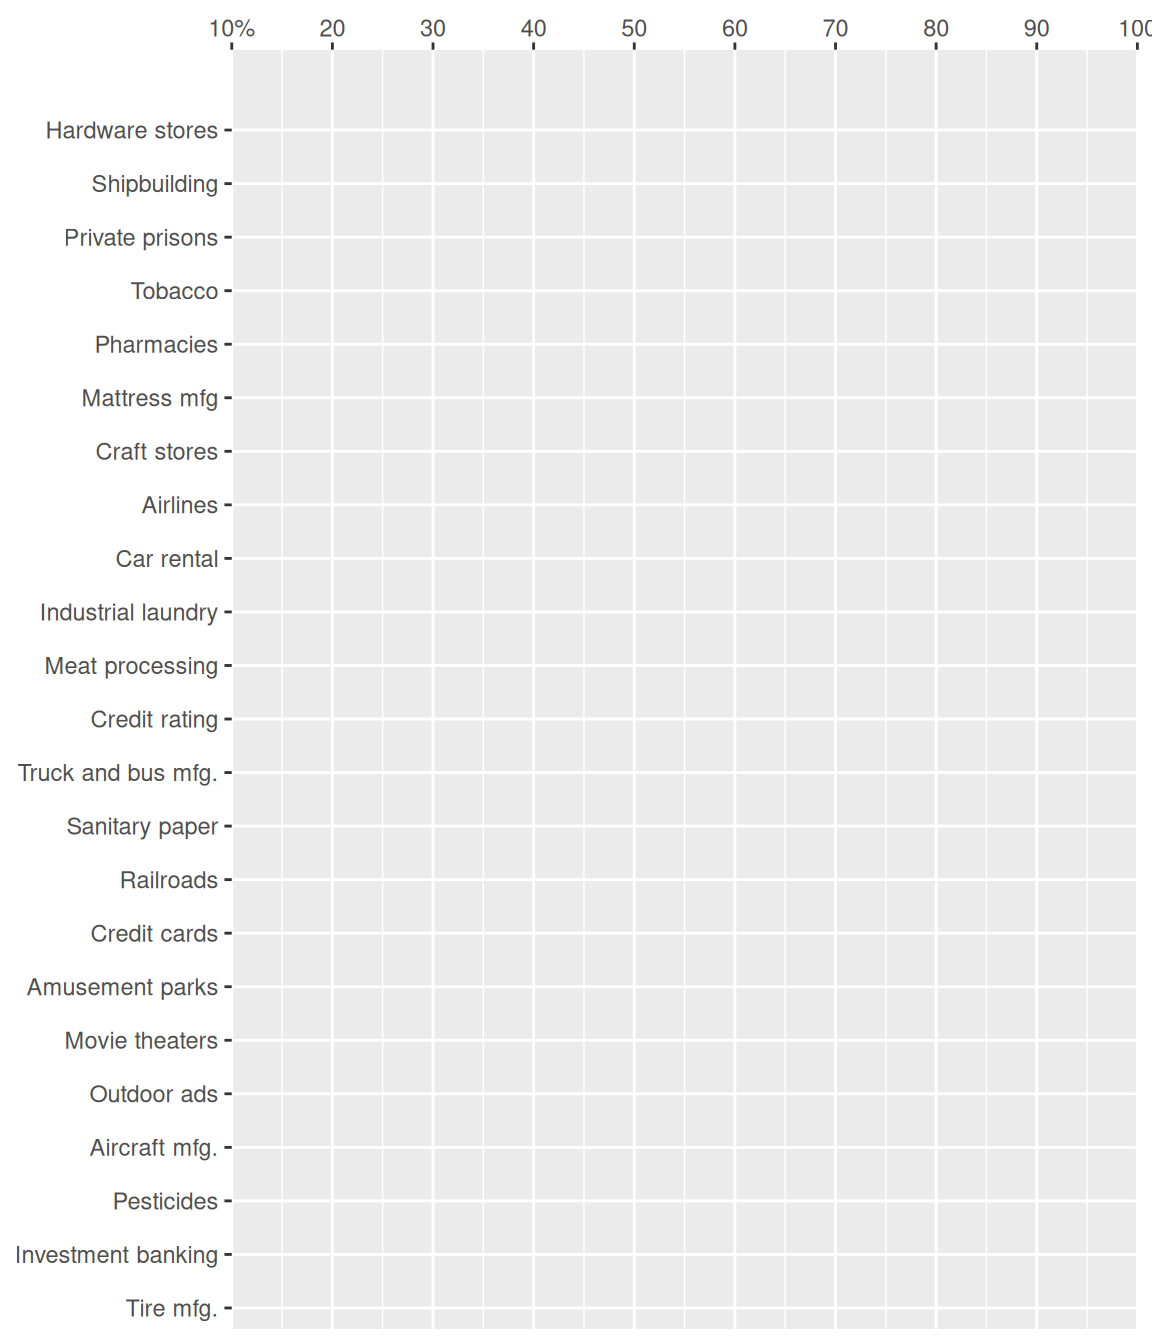 10% 20 30 40 50 60 70 80 90 100
Hardware stores
Shipbuilding
Private prisons
Tobacco
Pharmacies
Mattress mfg
Craft stores
Airlines
Car rental
Industrial laundry
Meat processing
Credit rating
Truck and bus mfg.
Sanitary paper
Railroads
Credit cards
Amusement parks
Movie theaters
Outdoor ads
Aircraft mfg.
Pesticides
Investment banking
Tire mfg.